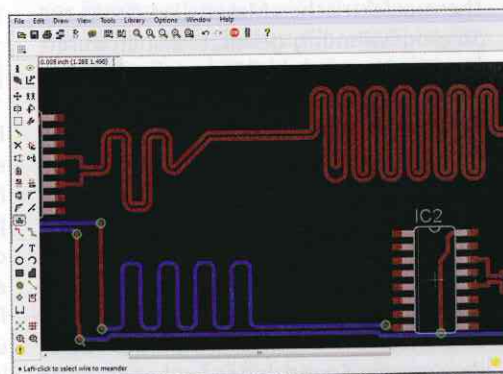 File Edit Draw View Tools Library Options Window Help
0.005 inch (1.285 1.490)
IC2
Left-click to select wire to meander